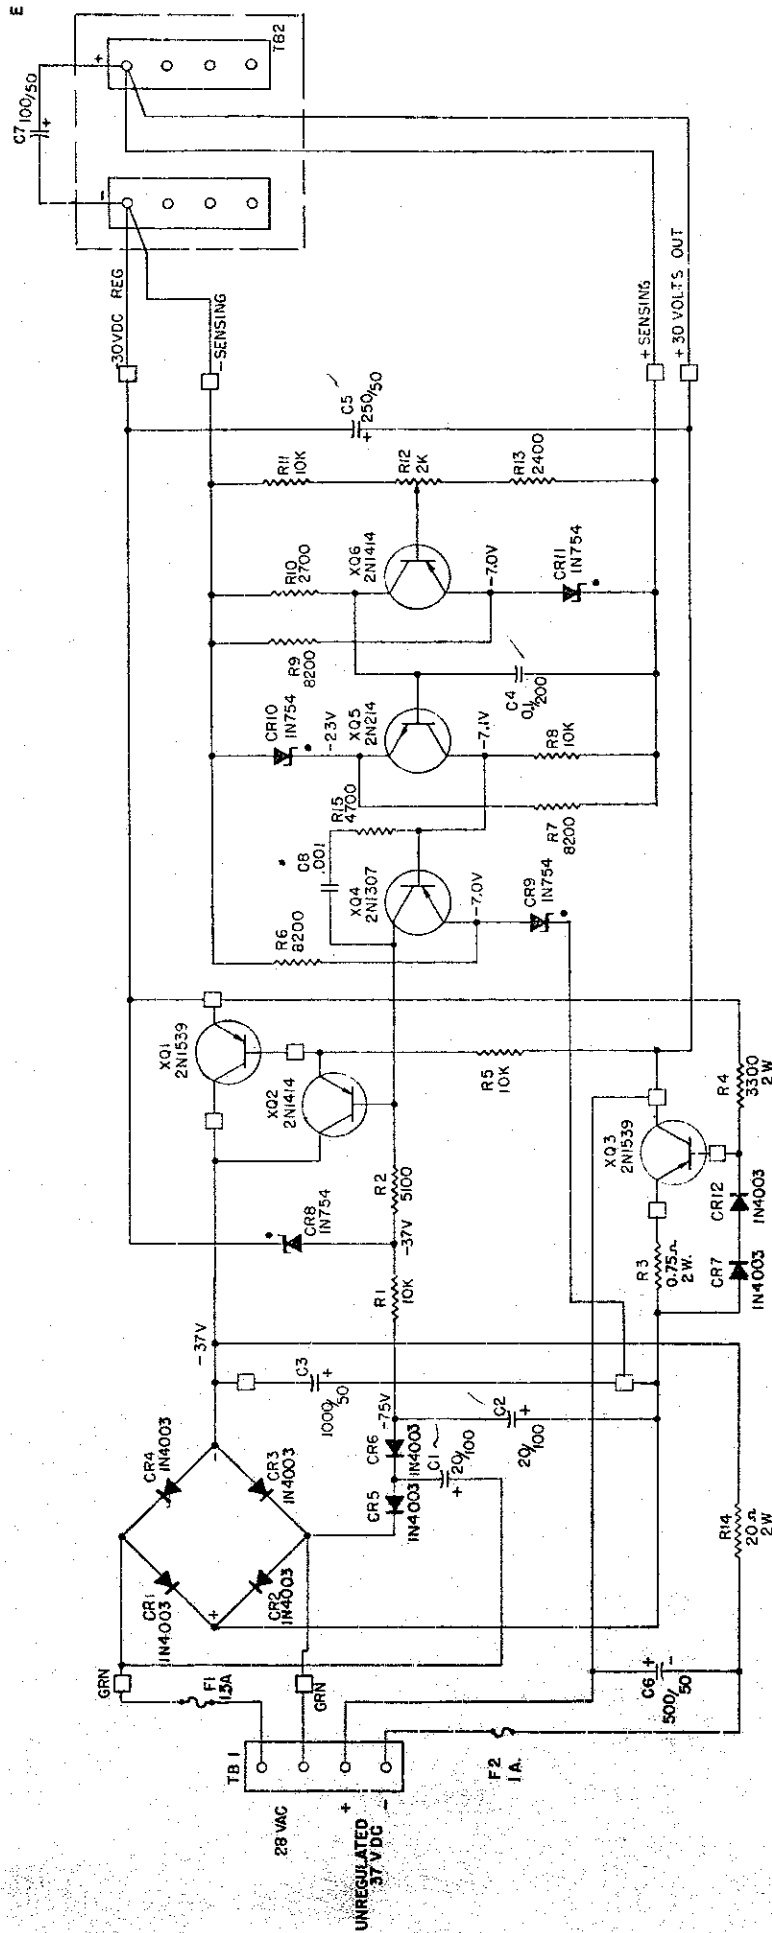 E
C7 100/50
+
+
-
TB2
-30VDC REG
-SENSING
+ SENSING
+ 30 VOLTS OUT
C5
250/50
+
R11
10K
R12
2K
R13
2400
R10
2700
XQ6
2N1414
-7.0V
CR11
1N754
R9
8200
C4
0.1/200
CR10
1N754
-23V
XQ5
2N214
-7.1V
R8
10K
R15
4700
R7
8200
C8
.001
XQ4
2N1307
-7.0V
CR9
1N754
R6
8200
XQ1
2N1539
XQ2
2N1414
R5
10K
XQ3
2N1539
R4
3300
2 W
CR8
1N754
R2
5100
-37V
R1
10K
R3
0.75Ω
2W.
CR12
1N4003
CR7
1N4003
-37V
C3
1000/50
+
-75V
C2
20/100
+
CR6
1N4003
C1
20/100
+
CR5
1N4003
CR4
1N4003
CR3
1N4003
-
CR1
1N4003
CR2
1N4003
+
R14
20Ω
2W
GRN
F1
1.5A
GRN
C6
500/50
+
-
TB1
28 VAC
+
-
UNREGULATED
37 VDC
F2
1A.